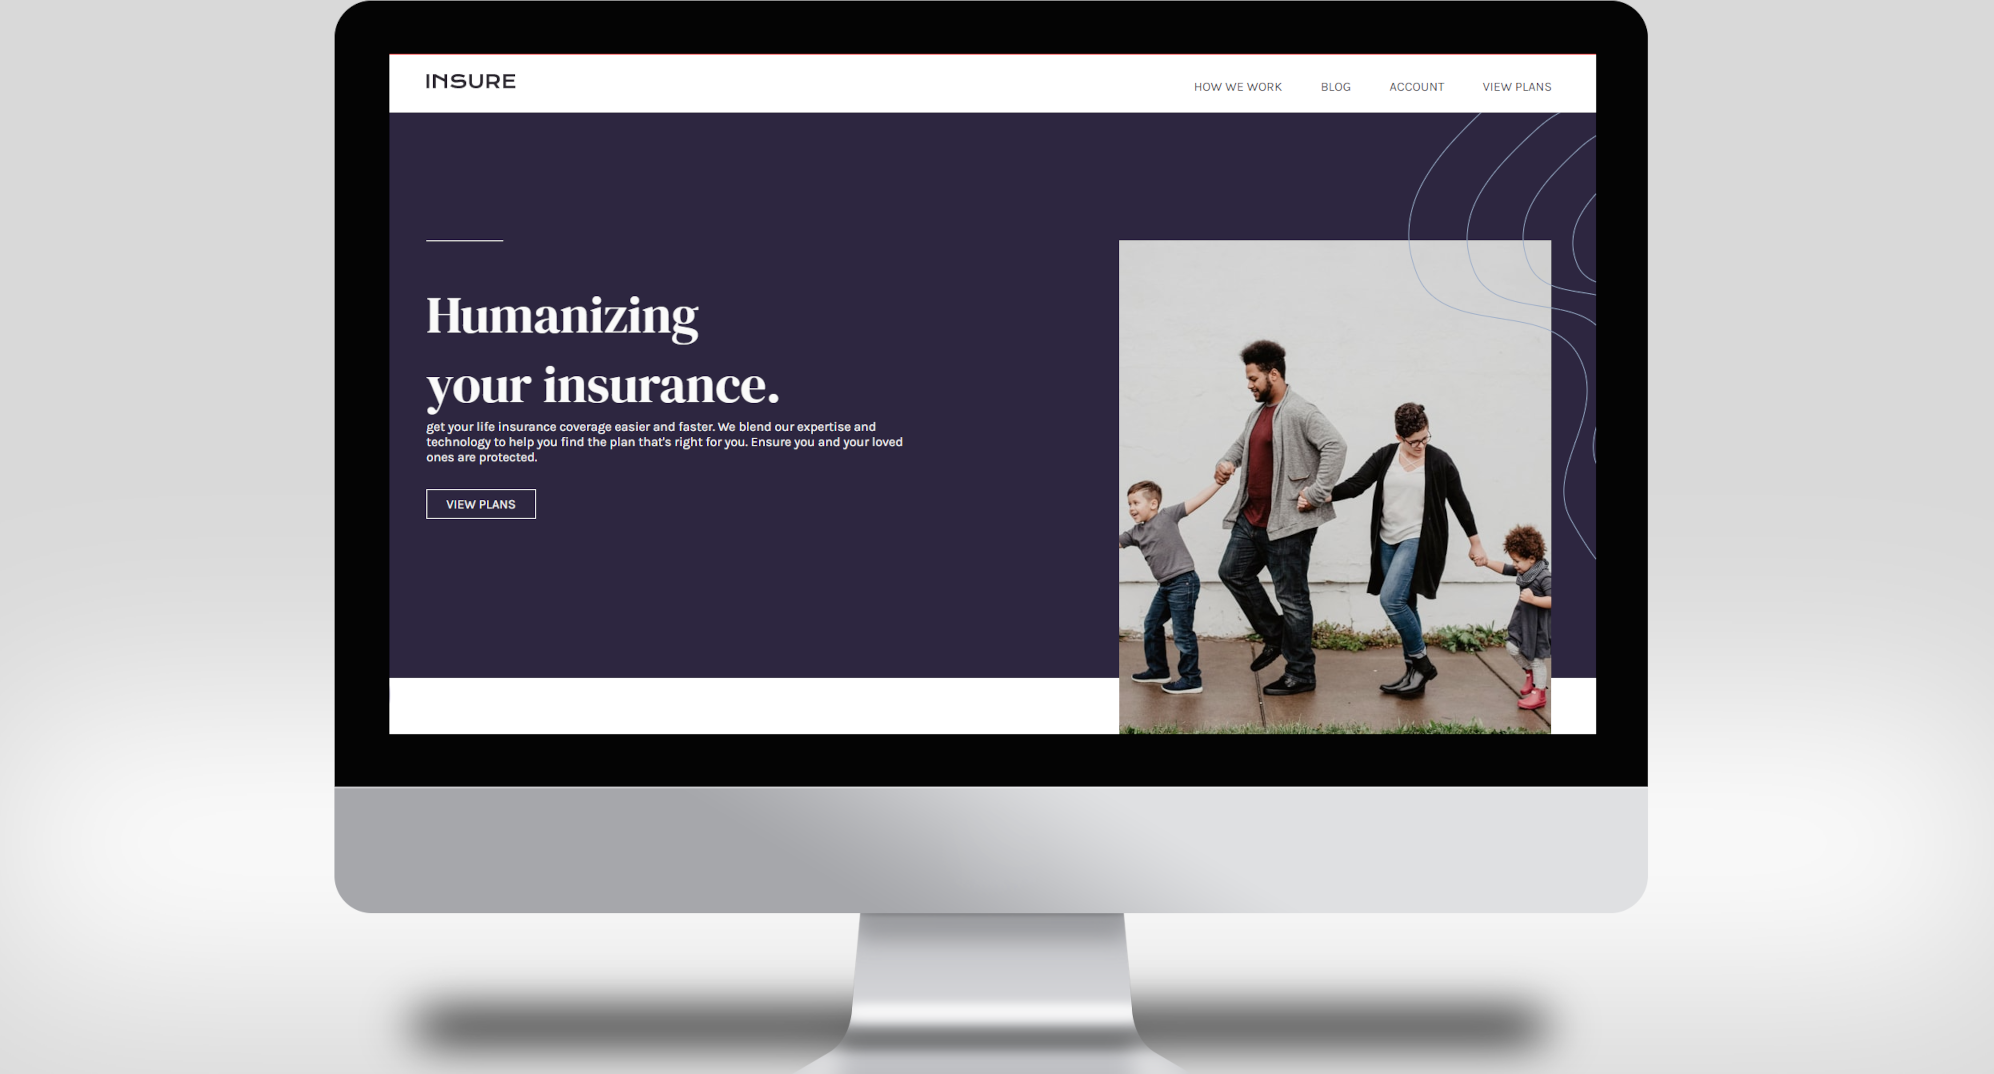 INSURE
HOW WE WORK BLOG ACCOUNT VIEW PLANS
Humanizing
your insurance.
get your life insurance coverage easier and faster. We blend our expertise and
technology to help you find the plan that's right for you. Ensure you and your loved
ones are protected.
VIEW PLANS